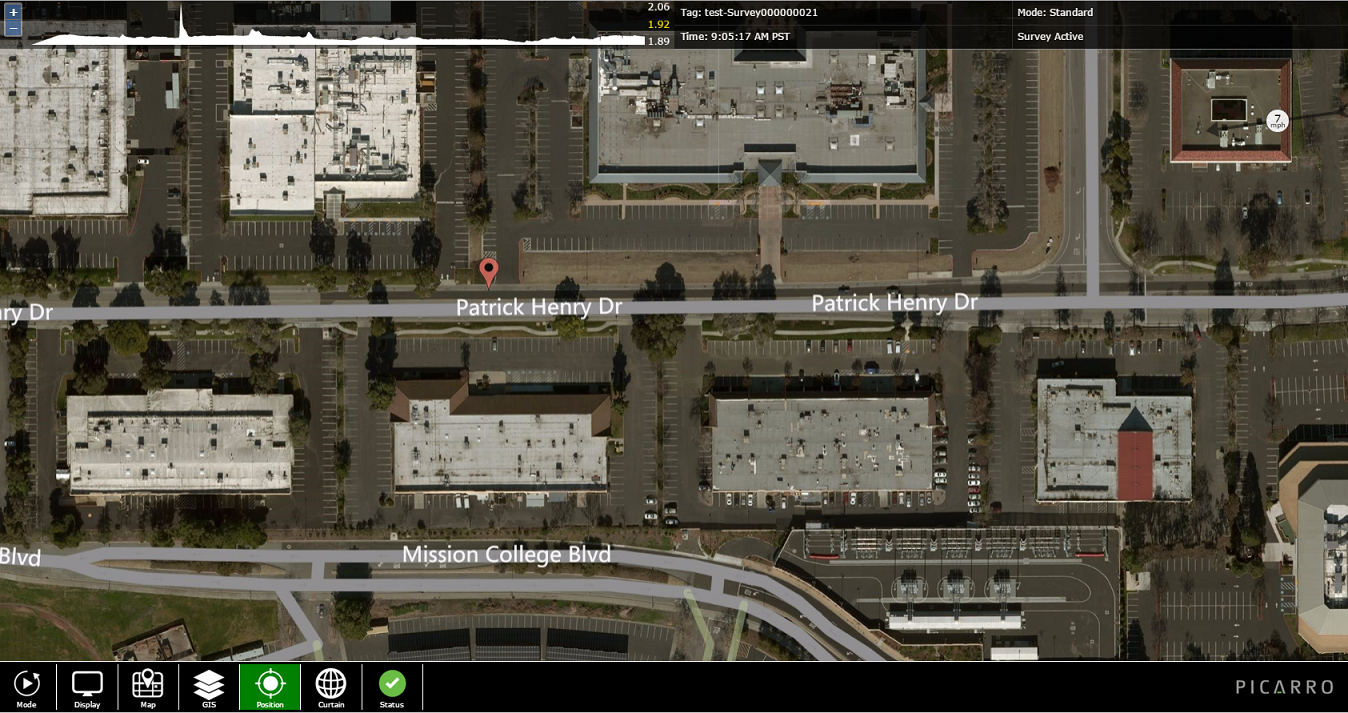 +
2.06
Tag: test-Survey000000021
Mode: Standard
–
1.92
Time: 9:05:17 AM PST
Survey Active
1.89
7
mph
Patrick Henry Dr
Patrick Henry Dr
ry Dr
Mission College Blvd
Blvd
Mode
Display
Map
GIS
Position
Curtain
Status
PICARRO